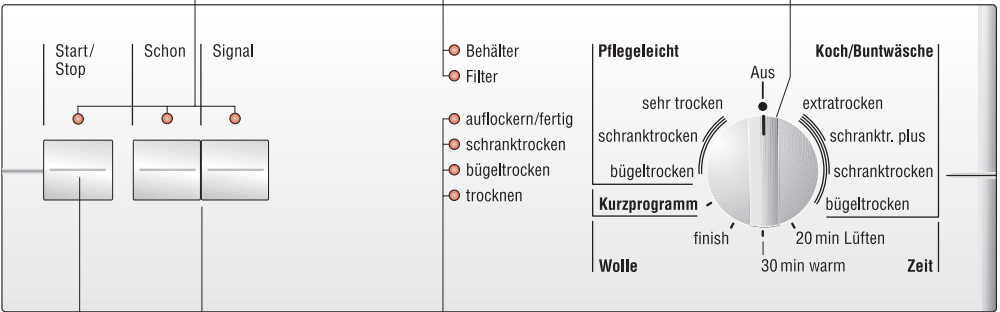 Start/
Stop
Schon
Signal
Behälter
Filter
auflockern/fertig
schranktrocken
bügeltrocken
trocknen
Pflegeleicht
Koch/Buntwäsche
Aus
sehr trocken
extratrocken
schranktrocken
schranktr. plus
bügeltrocken
schranktrocken
Kurzprogramm
bügeltrocken
finish
20 min Lüften
Wolle
30 min warm
Zeit